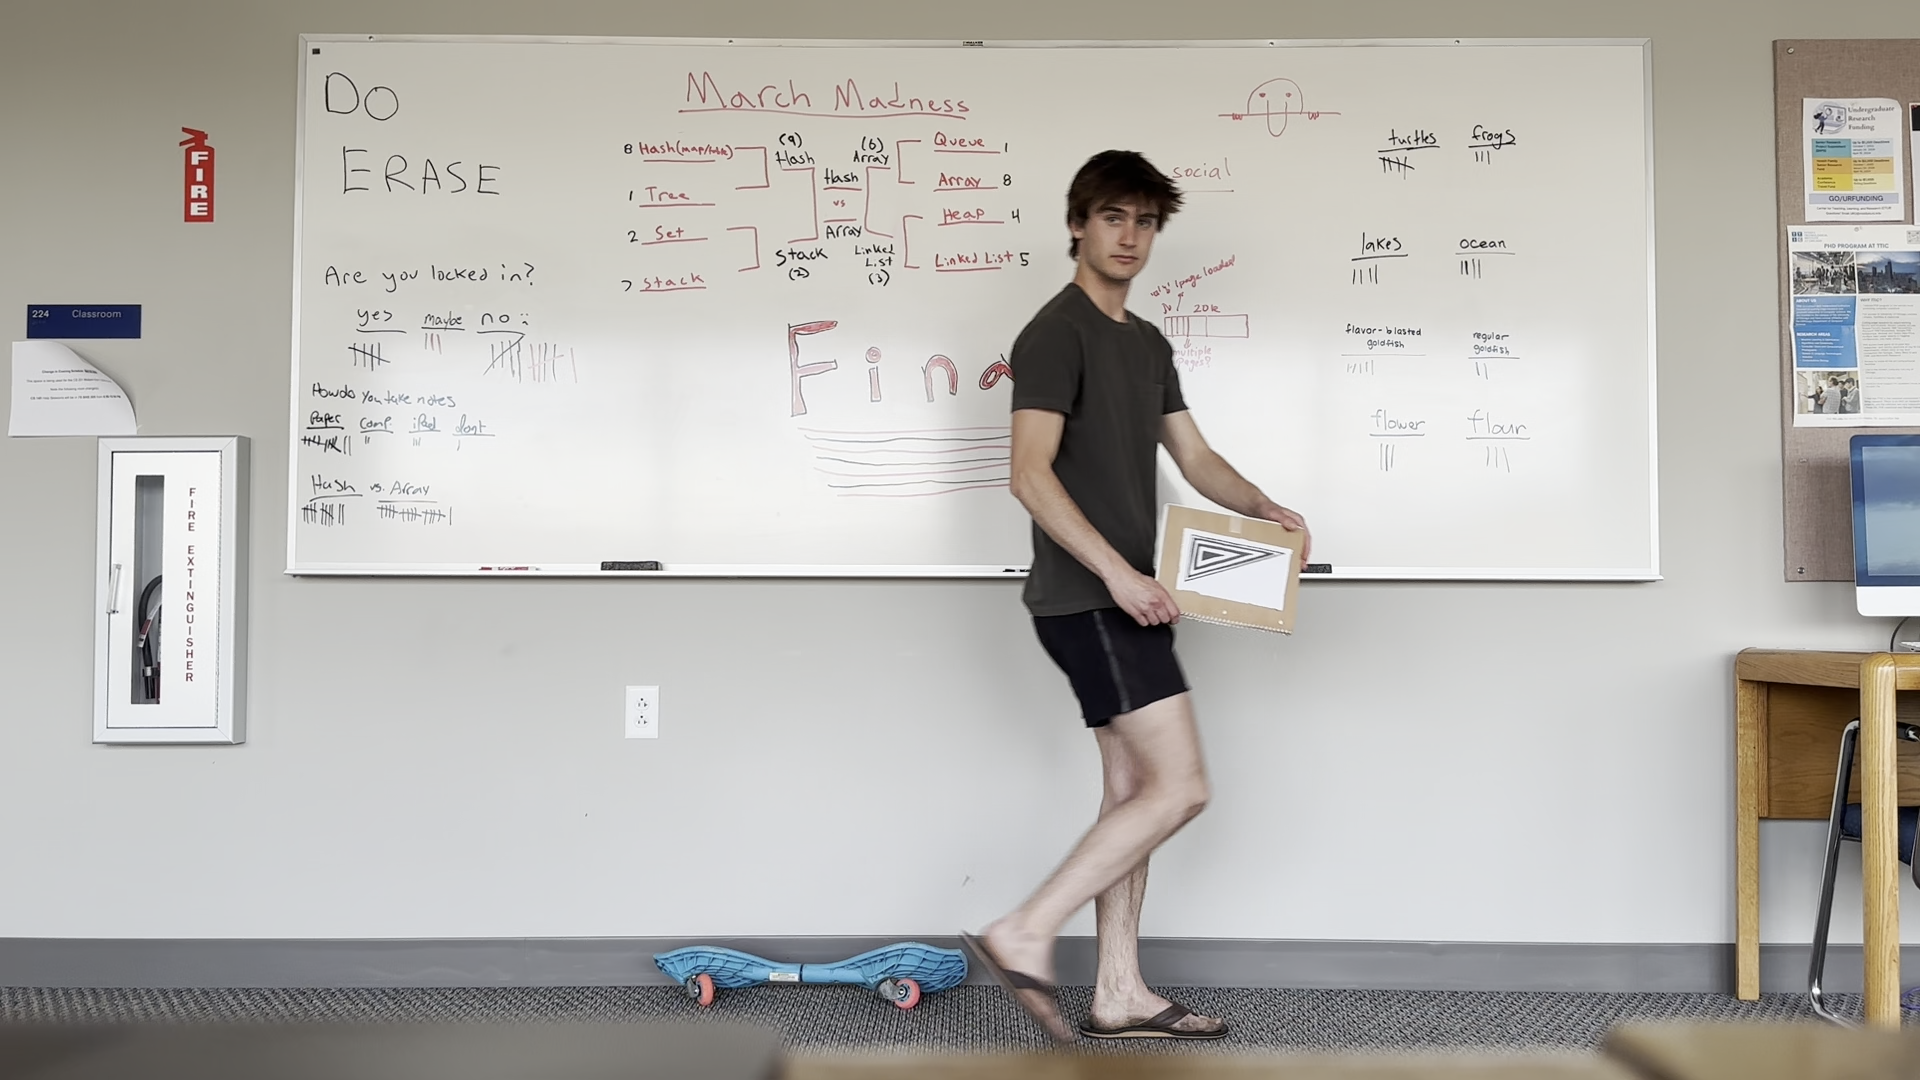 DO
ERASE
Are you locked in?
yes maybe no :
How do you take notes
Paper comp. iPad dont
Hash vs. Array
March Madness
8 Hash(map/table)
1 Tree
2 Set
7 Stack
(9)
Hash
Stack
(2)
Hash
vs
Array
(6)
Array
Linked
List
(3)
Queue 1
Array 8
Heap 4
Linked List 5
Fina
social
20k
multiple
pages?
turtles frogs
lakes ocean
flavor-blasted
goldfish
regular
goldfish
flower flour
FIRE
224 Classroom
FIRE EXTINGUISHER
Undergraduate
Research
Funding
GO/URFUNDING
PHD PROGRAM AT TTIC
ABOUT US
RESEARCH AREAS